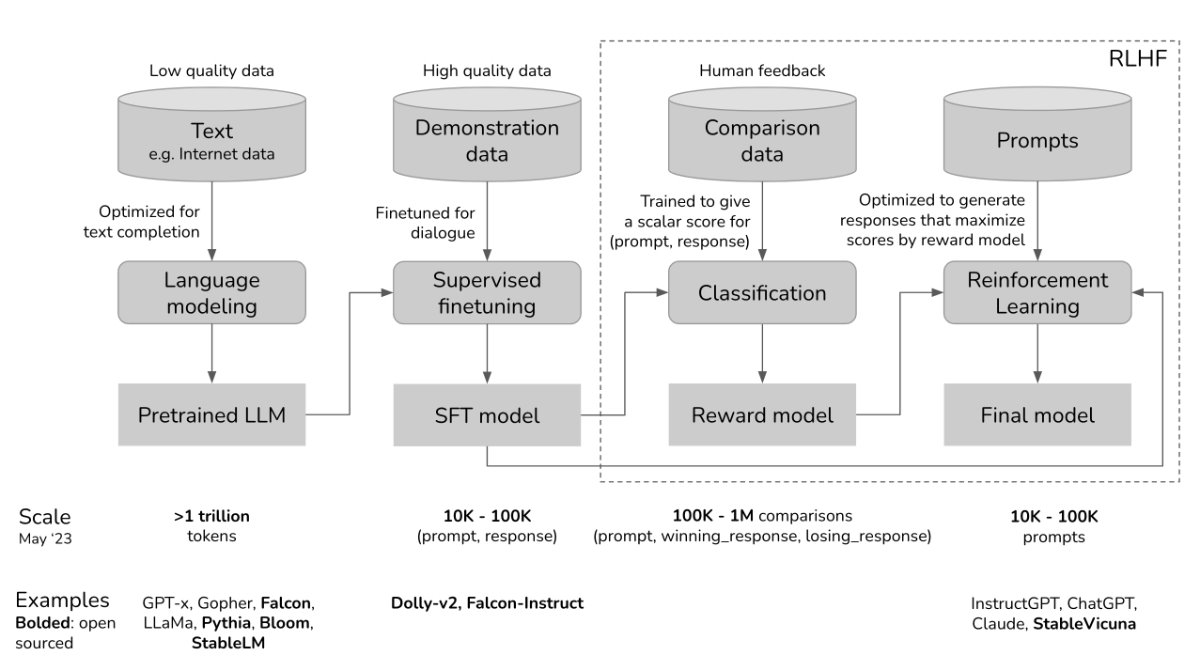 RLHF
Low quality data
High quality data
Human feedback
Text
e.g. Internet data
Demonstration
data
Comparison
data
Prompts
Optimized for
text completion
Finetuned for
dialogue
Trained to give
a scalar score for
(prompt, response)
Optimized to generate
responses that maximize
scores by reward model
Language
modeling
Supervised
finetuning
Classification
Reinforcement
Learning
Pretrained LLM
SFT model
Reward model
Final model
Scale
May ‘23
>1 trillion
tokens
10K - 100K
(prompt, response)
100K - 1M comparisons
(prompt, winning_response, losing_response)
10K - 100K
prompts
Examples
Bolded: open
sourced
GPT-x, Gopher, Falcon,
LLaMa, Pythia, Bloom,
StableLM
Dolly-v2, Falcon-Instruct
InstructGPT, ChatGPT,
Claude, StableVicuna